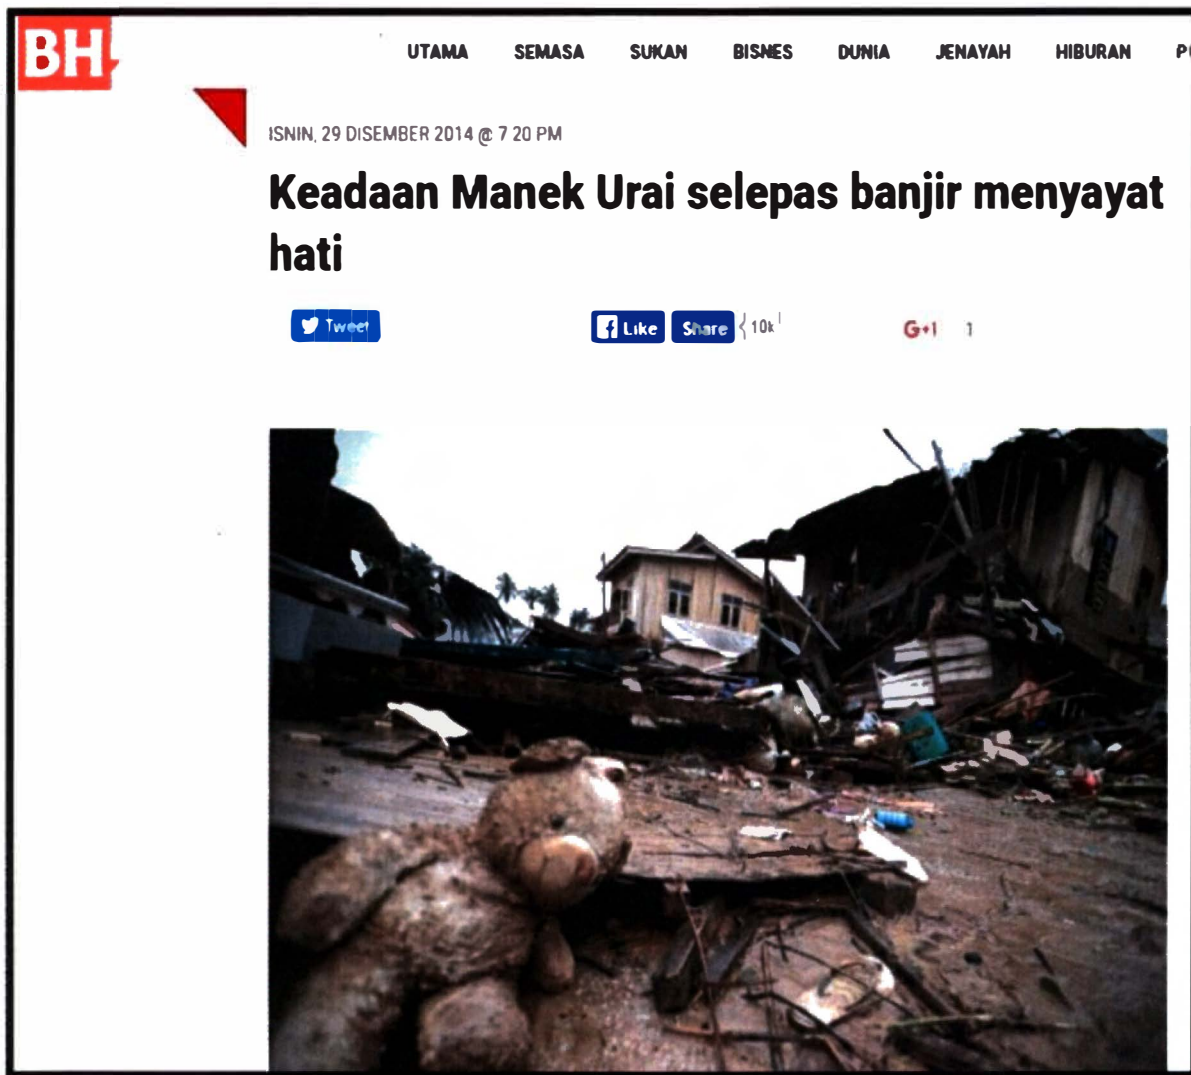 BH
UTAMA SEMASA SUKAN BISNES DUNIA JENAYAH HIBURAN
ISNIN, 29 DISEMBER 2014 @ 7 20 PM
Keadaan Manek Urai selepas banjir menyayat
hati
Tweet Like Share 10k G+1 1